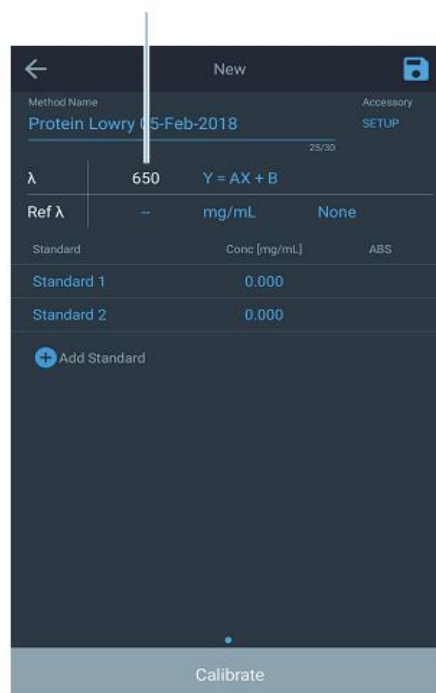 New
Method Name Accessory
Protein Lowry 05-Feb-2018 SETUP
25/30
λ 650 Y = AX + B
Ref λ – mg/mL None
Standard Conc [mg/mL] ABS
Standard 1 0.000
Standard 2 0.000
Add Standard
Calibrate